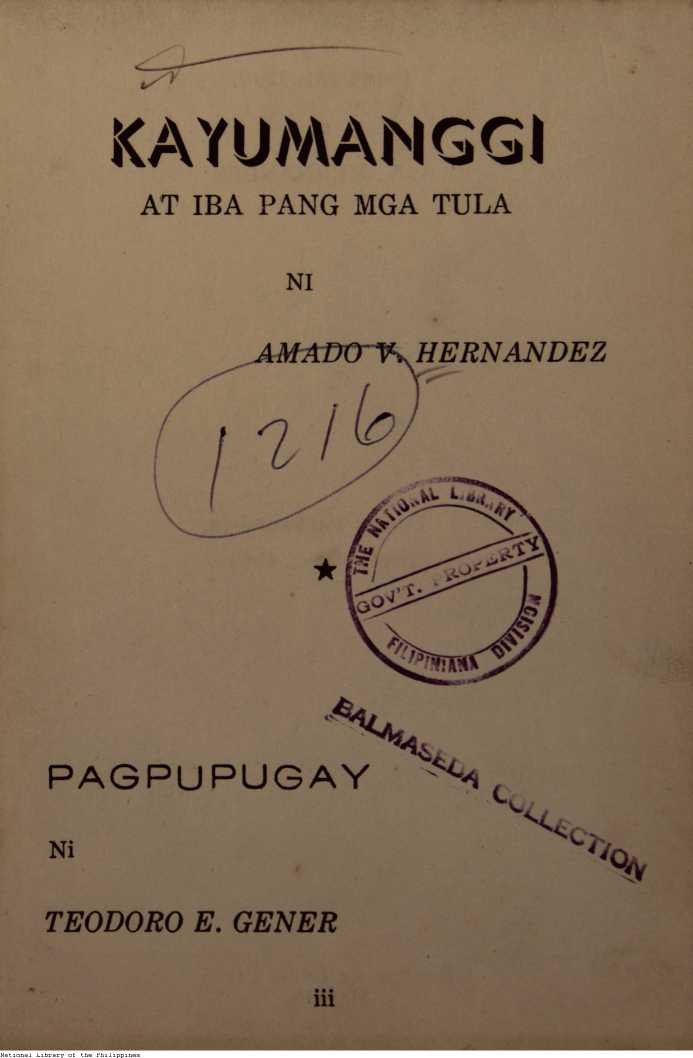 KAYUMANGGI
AT IBA PANG MGA TULA
NI
AMADO V. HERNANDEZ
1216
★
THE NATIONAL LIBRARY
GOV'T. PROPERTY
FILIPINIANA DIVISION
BALMASEDA COLLECTION
PAGPUPUGAY
Ni
TEODORO E. GENER
iii
National Library of the Philippines